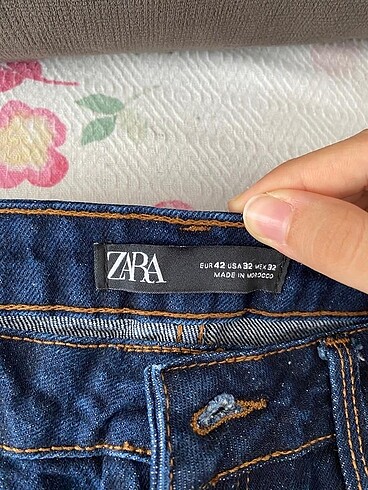 ZARA
EUR 42 USA 32 MEX 32
MADE IN MOROCCO